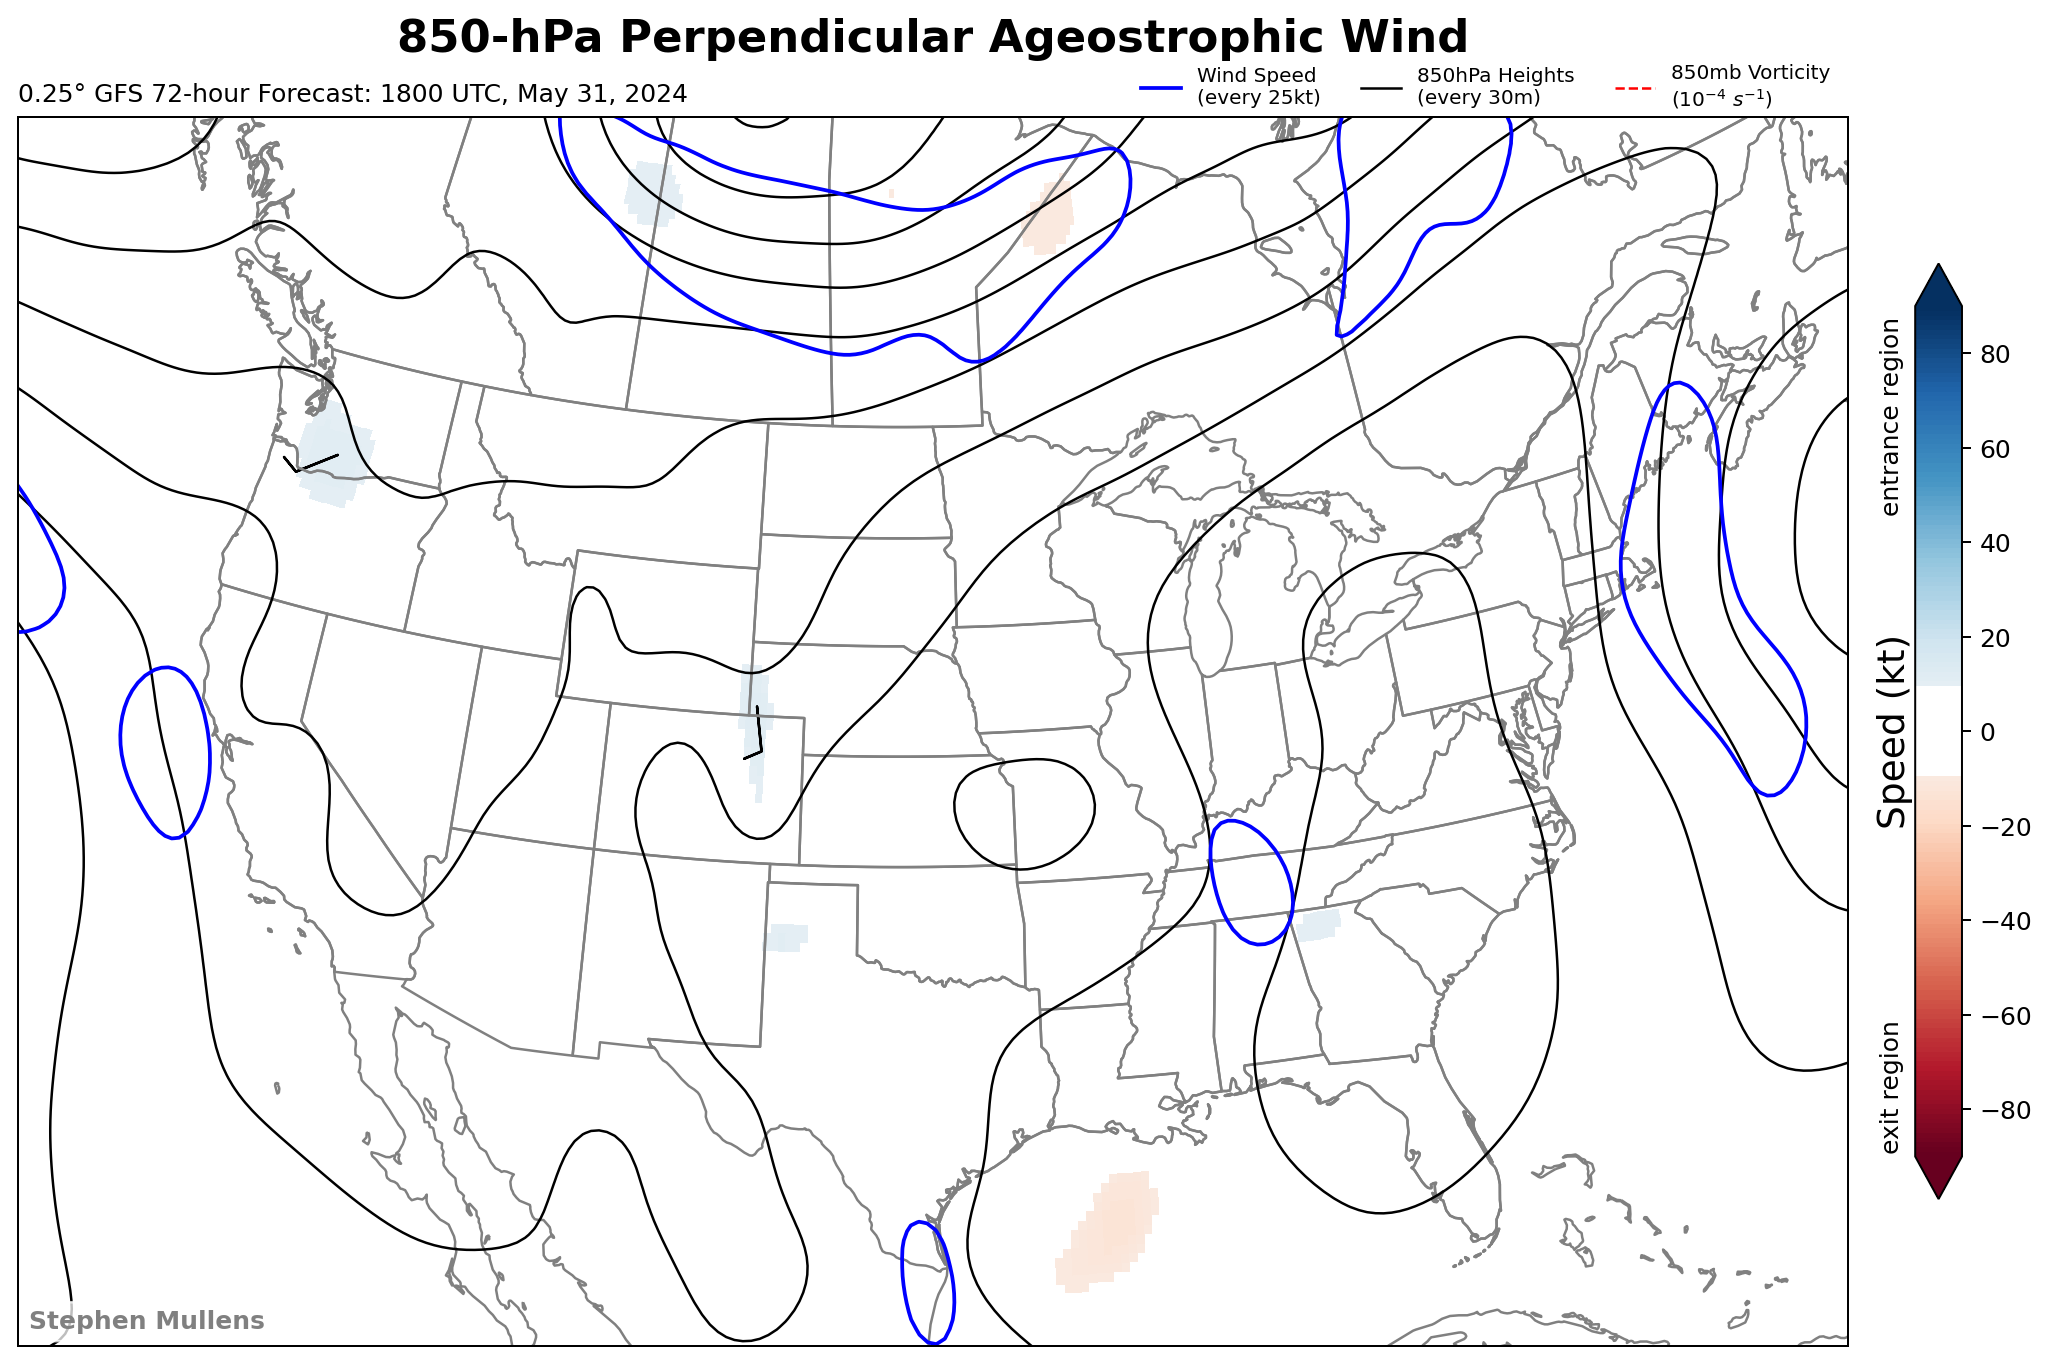 850-hPa Perpendicular Ageostrophic Wind
0.25° GFS 72-hour Forecast: 1800 UTC, May 31, 2024
Wind Speed
(every 25kt)
850hPa Heights
(every 30m)
850mb Vorticity
(10⁻⁴ s⁻¹)
entrance region
Speed (kt)
exit region
80
60
40
20
0
−20
−40
−60
−80
Stephen Mullens